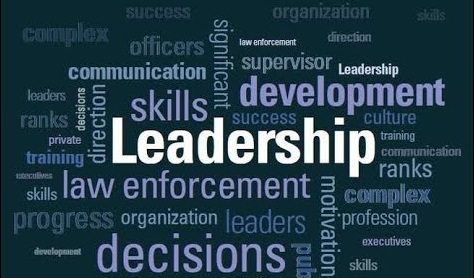 success
organization
skills
complex
officers
significant
law enforcement
direction
communication
supervisor
Leadership
leaders
decisions
direction
skills
development
ranks
success
culture
private
Leadership
training
training
communication
executives
ranks
skills
law enforcement
motivation
complex
progress
organization
leaders
profession
development
decisions
pub
executives
skills